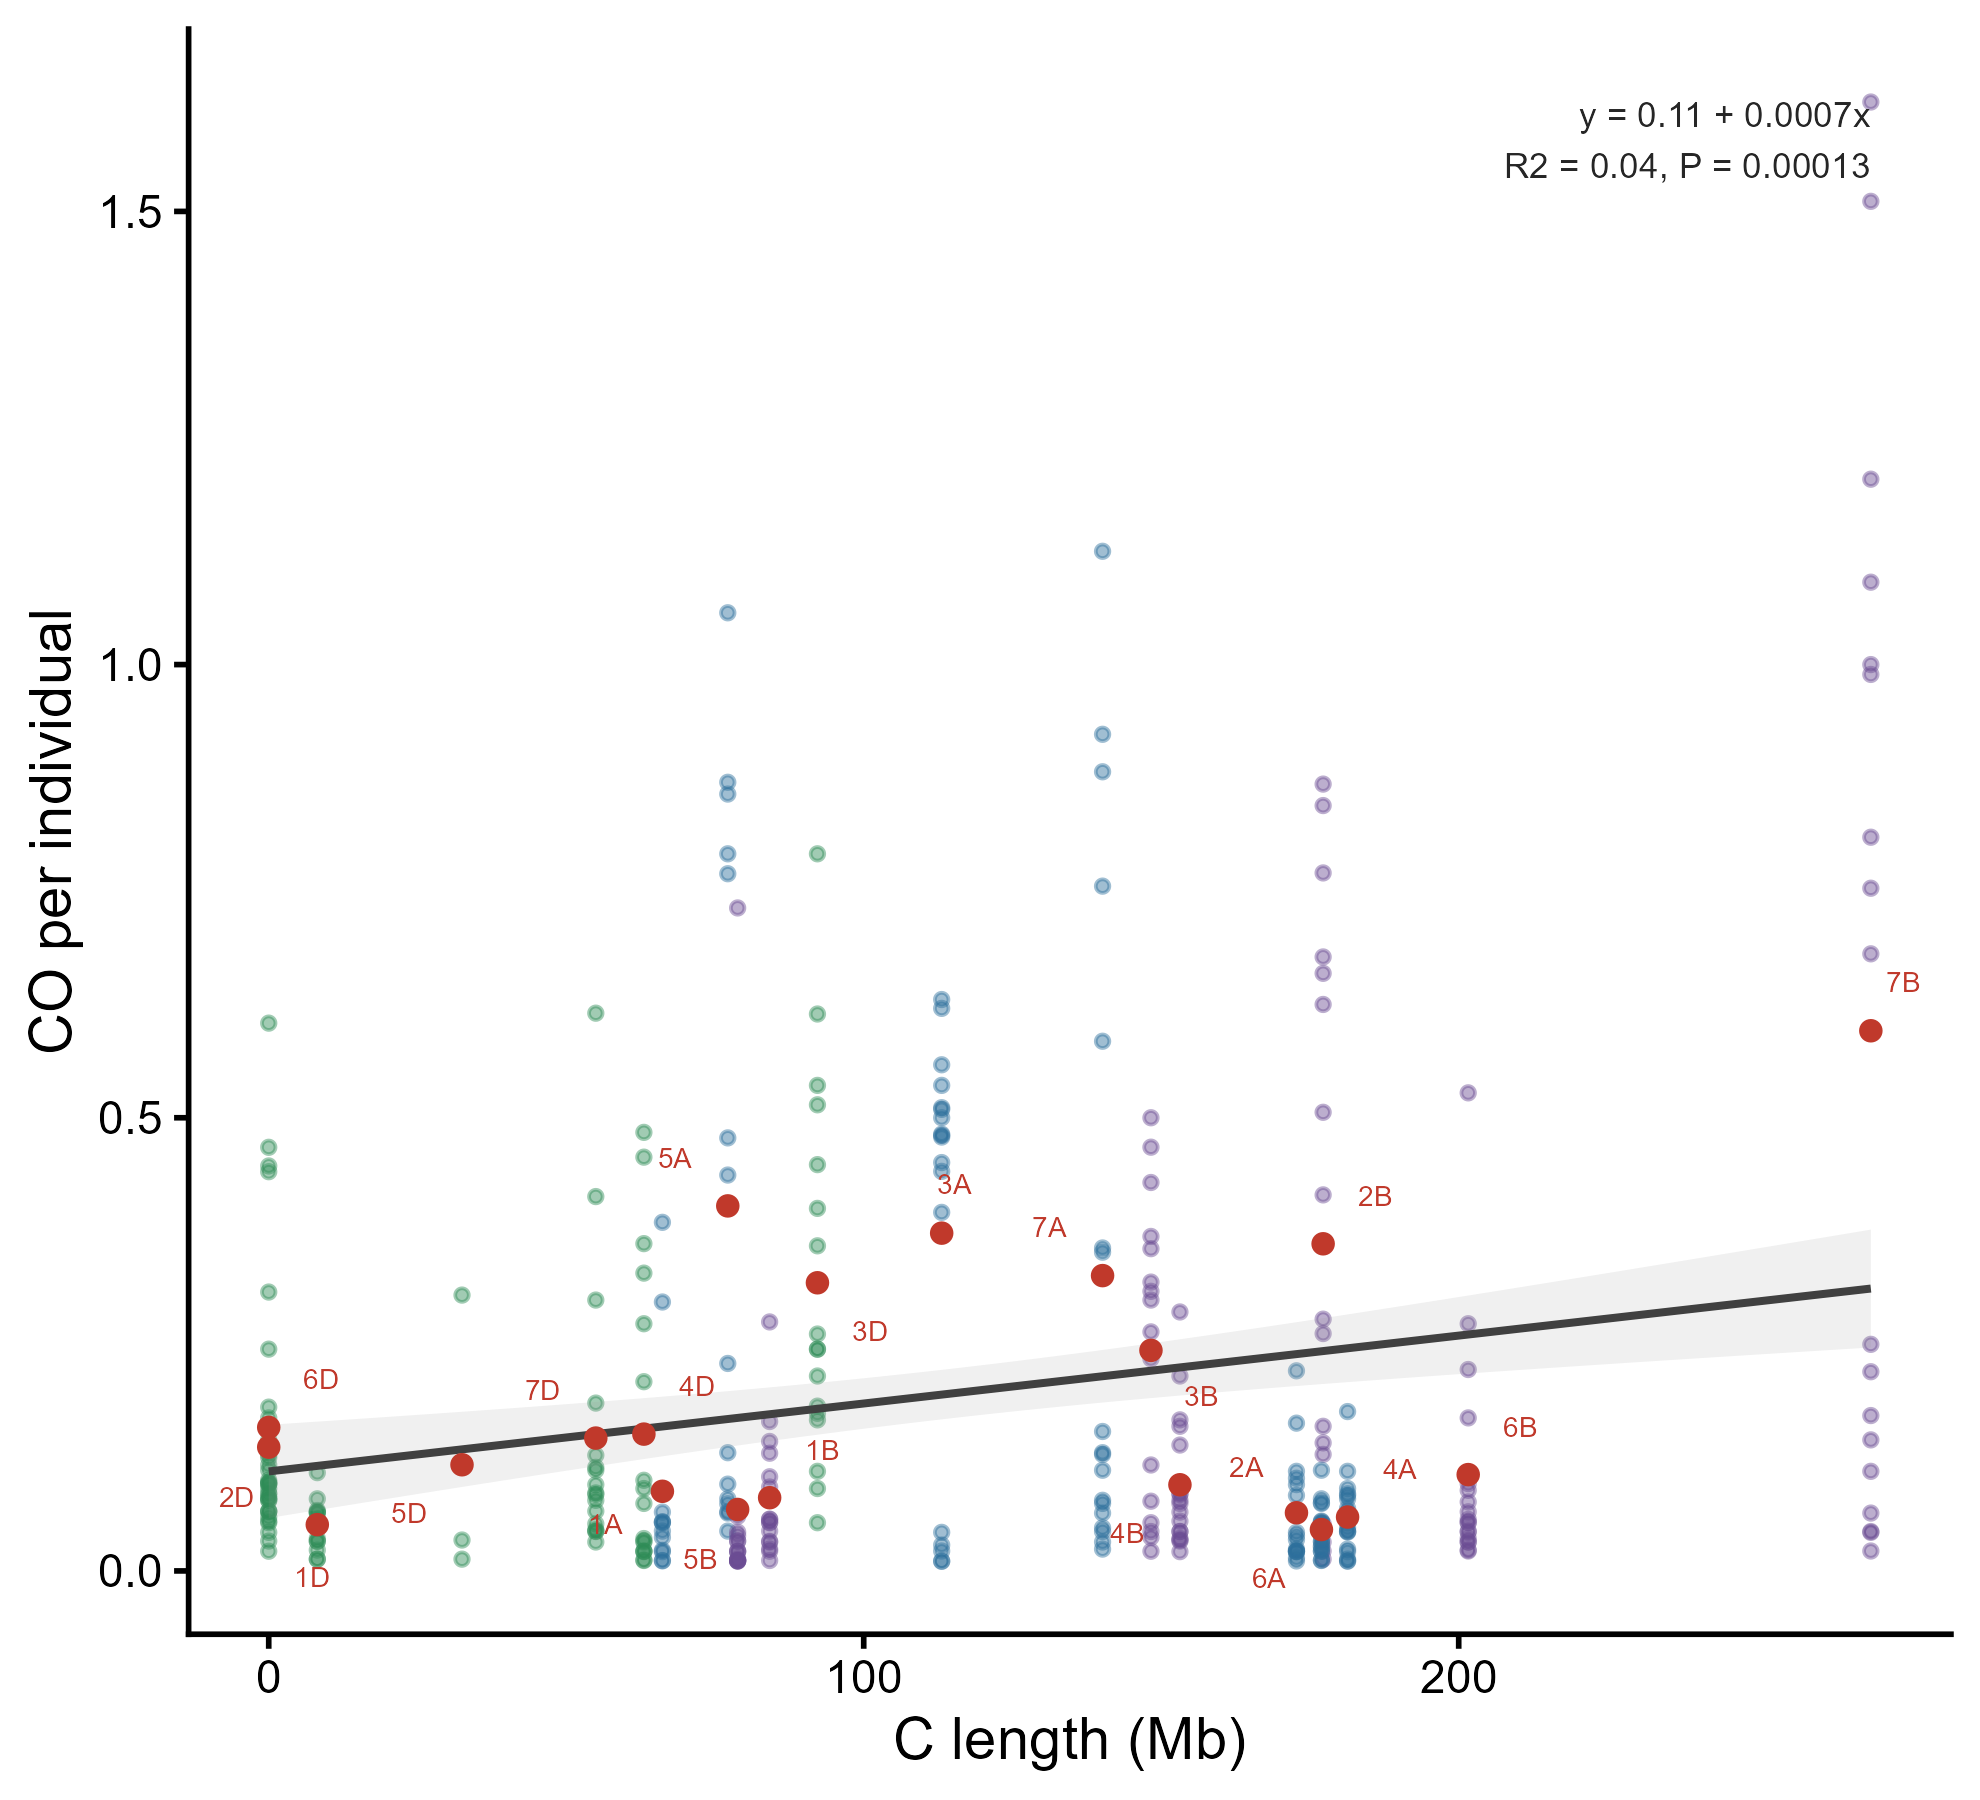 y = 0.11 + 0.0007x
R2 = 0.04, P = 0.00013
1.5
1.0
0.5
0.0
CO per individual
7B
5A
3A
2B
7A
3D
6D
4D
7D
3B
6B
1B
2A
4A
2D
5D
1A
4B
5B
1D
6A
0
100
200
C length (Mb)